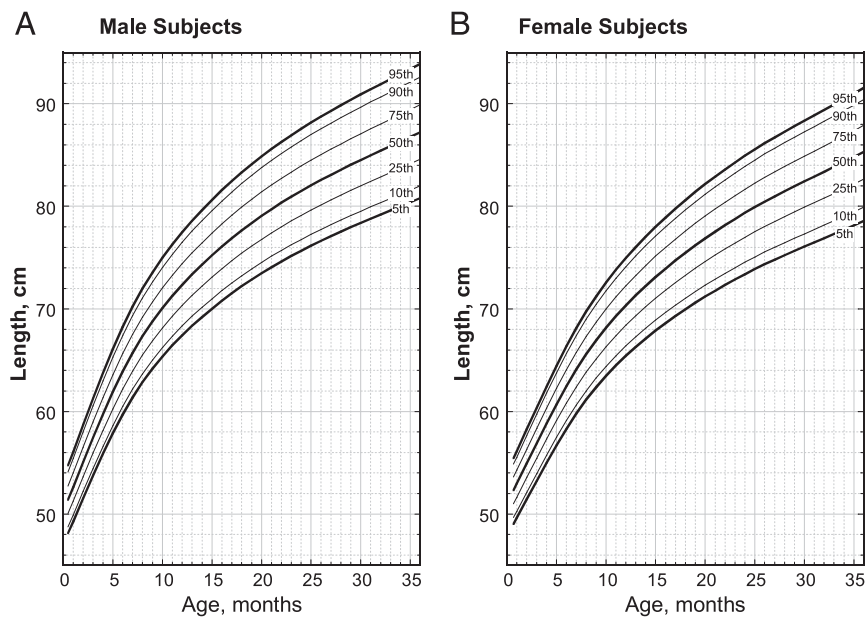 A Male Subjects
95th
90th
75th
50th
25th
10th
5th
90
80
70
60
50
Length, cm
0 5 10 15 20 25 30 35
Age, months
B Female Subjects
95th
90th
75th
50th
25th
10th
5th
90
80
70
60
50
Length, cm
0 5 10 15 20 25 30 35
Age, months